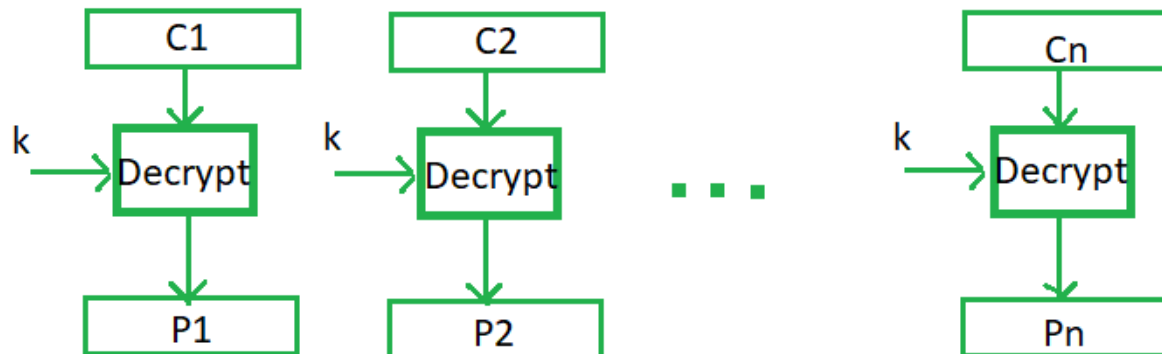 C1 C2 Cn
k k k
Decrypt Decrypt Decrypt
P1 P2 Pn